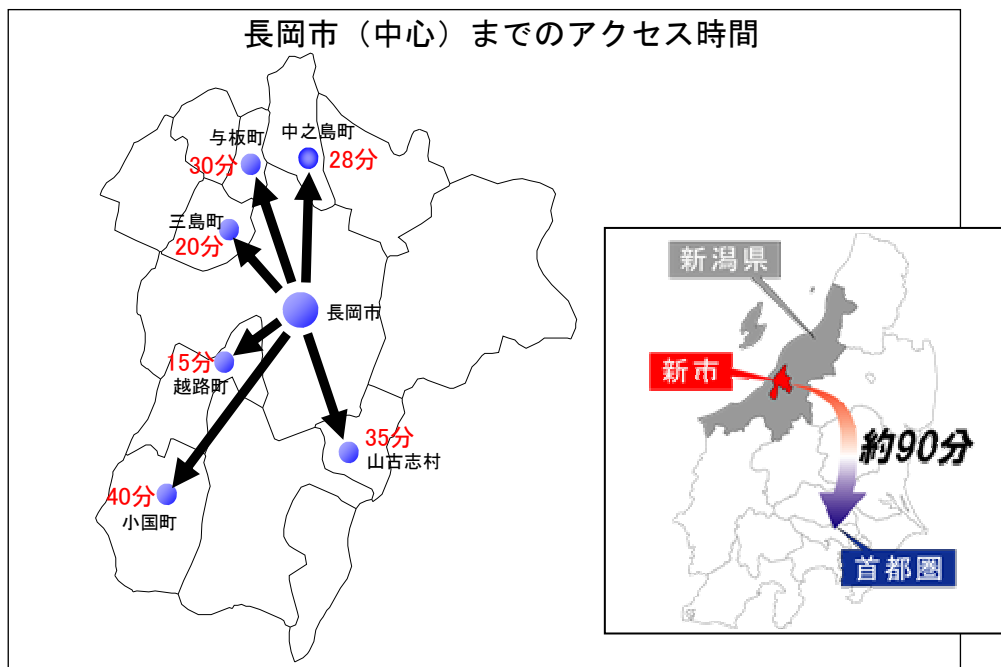 長岡市（中心）までのアクセス時間
与板町
30分
中之島町
28分
三島町
20分
長岡市
15分
越路町
35分
山古志村
40分
小国町
新潟県
新市
約90分
首都圏